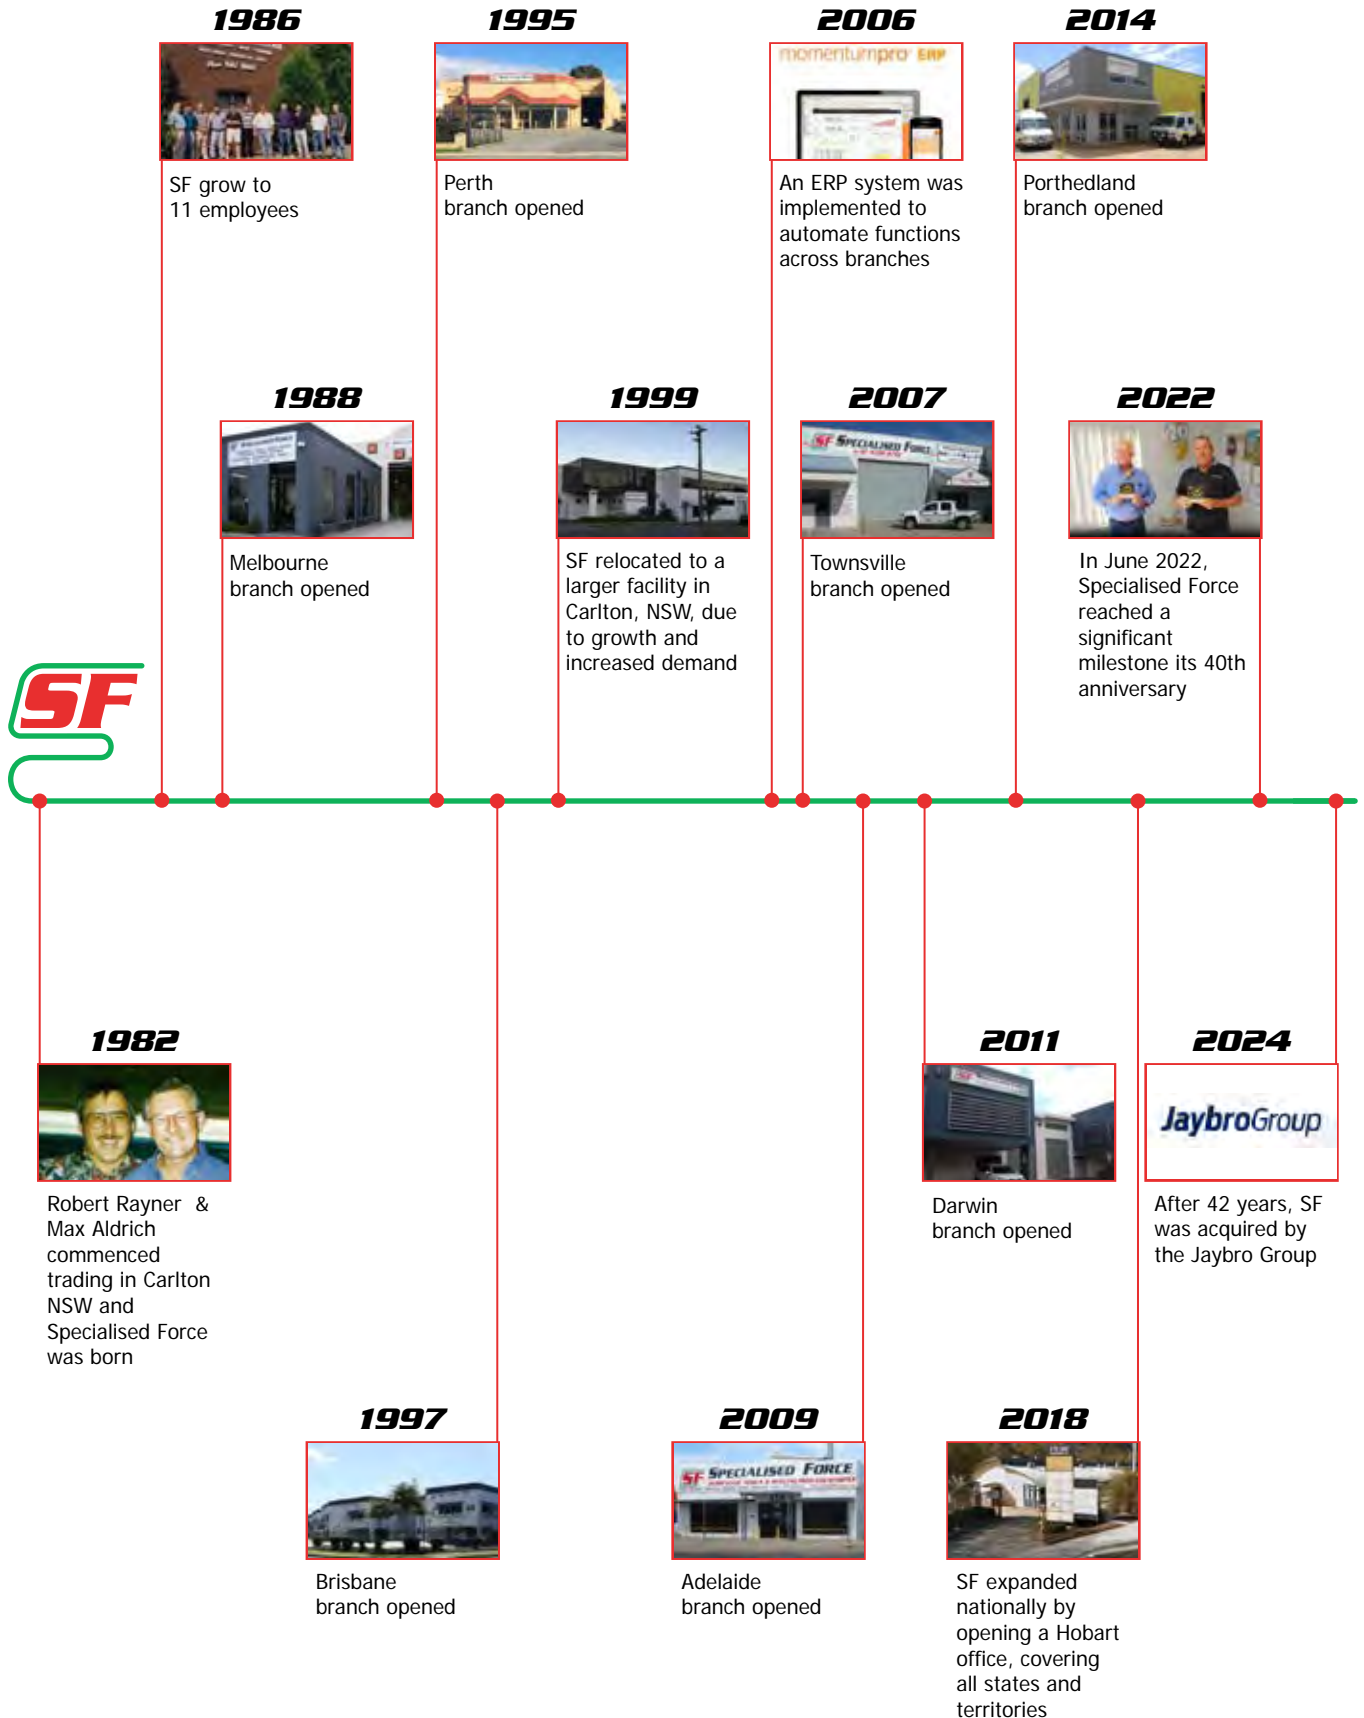 1986
SF grow to
11 employees
1995
Perth
branch opened
2006
momentumpro ERP
An ERP system was
implemented to
automate functions
across branches
2014
Porthedland
branch opened
1988
Melbourne
branch opened
1999
SF relocated to a
larger facility in
Carlton, NSW, due
to growth and
increased demand
2007
SF SPECIALISED FORCE
Townsville
branch opened
2022
In June 2022,
Specialised Force
reached a
significant
milestone its 40th
anniversary
SF
1982
Robert Rayner & 
Max Aldrich
commenced
trading in Carlton
NSW and
Specialised Force
was born
2011
SF
Darwin
branch opened
2024
JaybroGroup
After 42 years, SF
was acquired by
the Jaybro Group
1997
Brisbane
branch opened
2009
SF SPECIALISED FORCE
Adelaide
branch opened
2018
SF expanded
nationally by
opening a Hobart
office, covering
all states and
territories